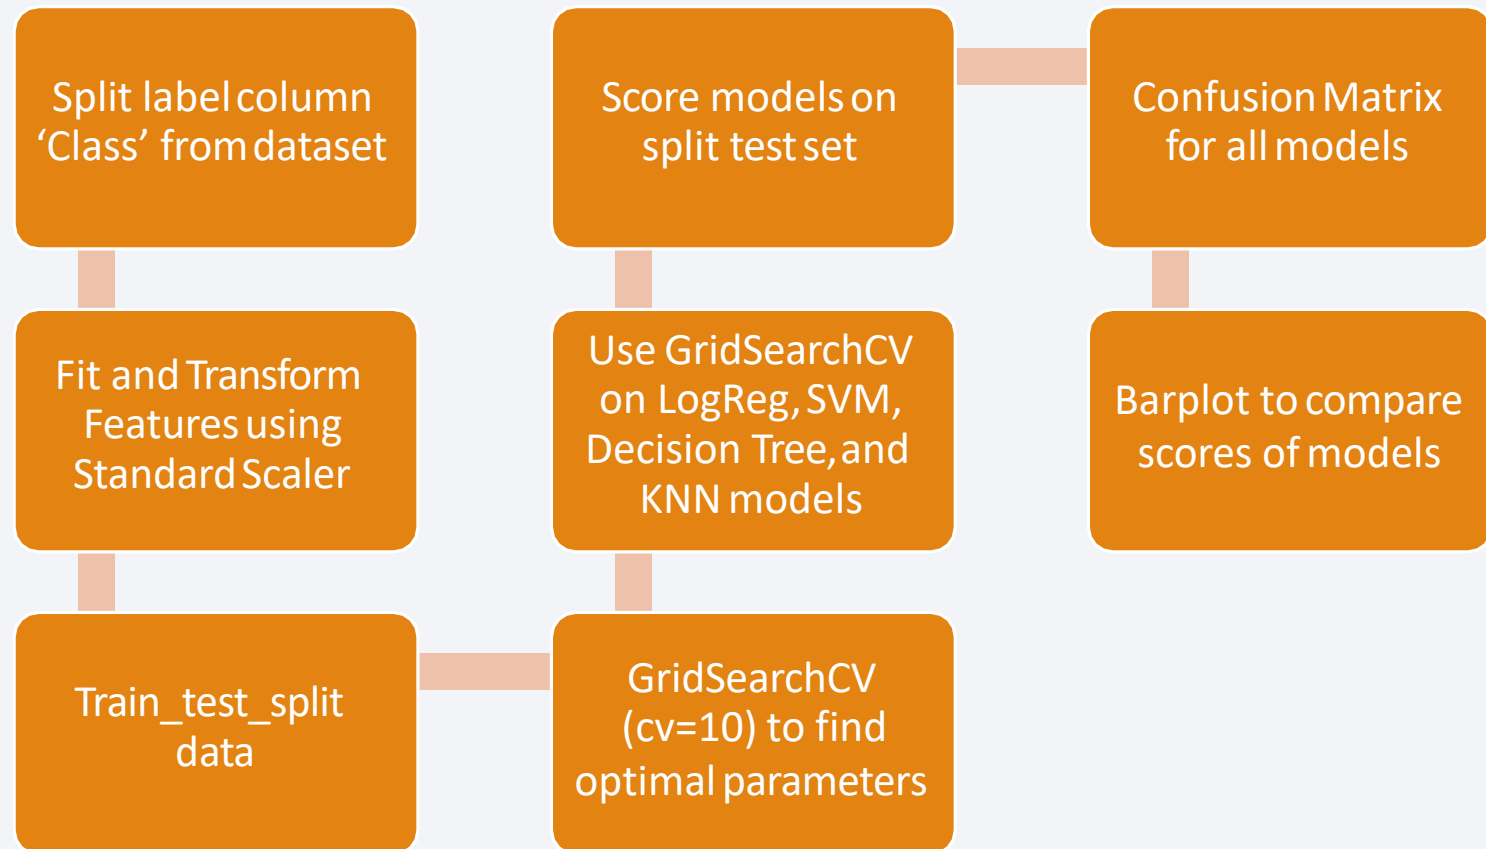 Split label column
‘Class’ from dataset
Fit and Transform
Features using
Standard Scaler
Train_test_split
data
GridSearchCV
(cv=10) to find
optimal parameters
Use GridSearchCV
on LogReg, SVM,
Decision Tree, and
KNN models
Score models on
split test set
Confusion Matrix
for all models
Barplot to compare
scores of models